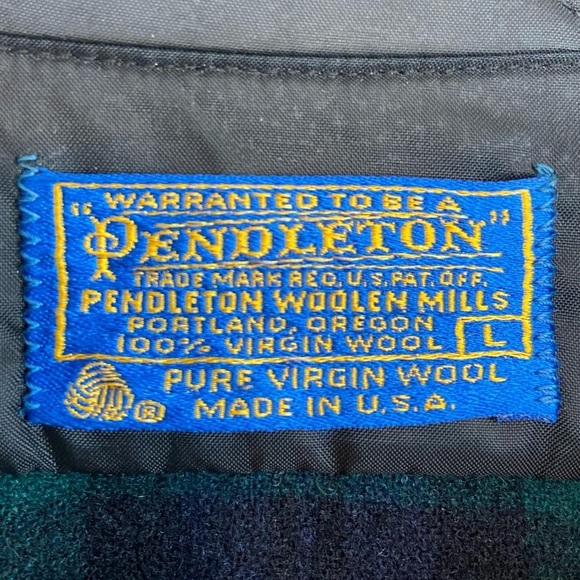 WARRANTED TO BE A
"PENDLETON"
TRADE MARK REG. U.S. PAT. OFF.
PENDLETON WOOLEN MILLS
PORTLAND, OREGON
100% VIRGIN WOOL L
PURE VIRGIN WOOL
® MADE IN U.S.A.